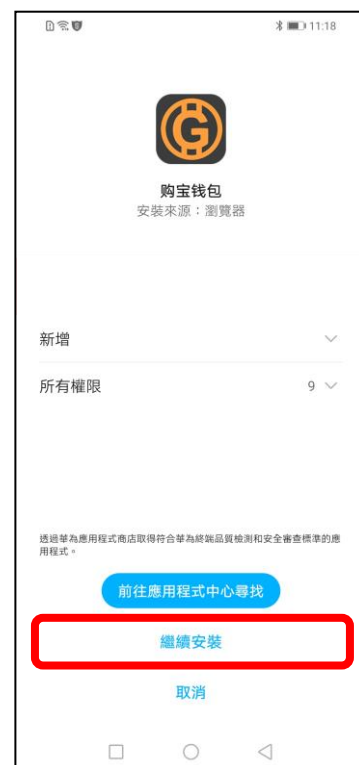 11:18
购宝钱包
安裝來源：瀏覽器
新增
所有權限 9
透過華為應用程式商店取得符合華為終端品質檢測和安全審查標準的應
用程式。
前往應用程式中心尋找
繼續安裝
取消